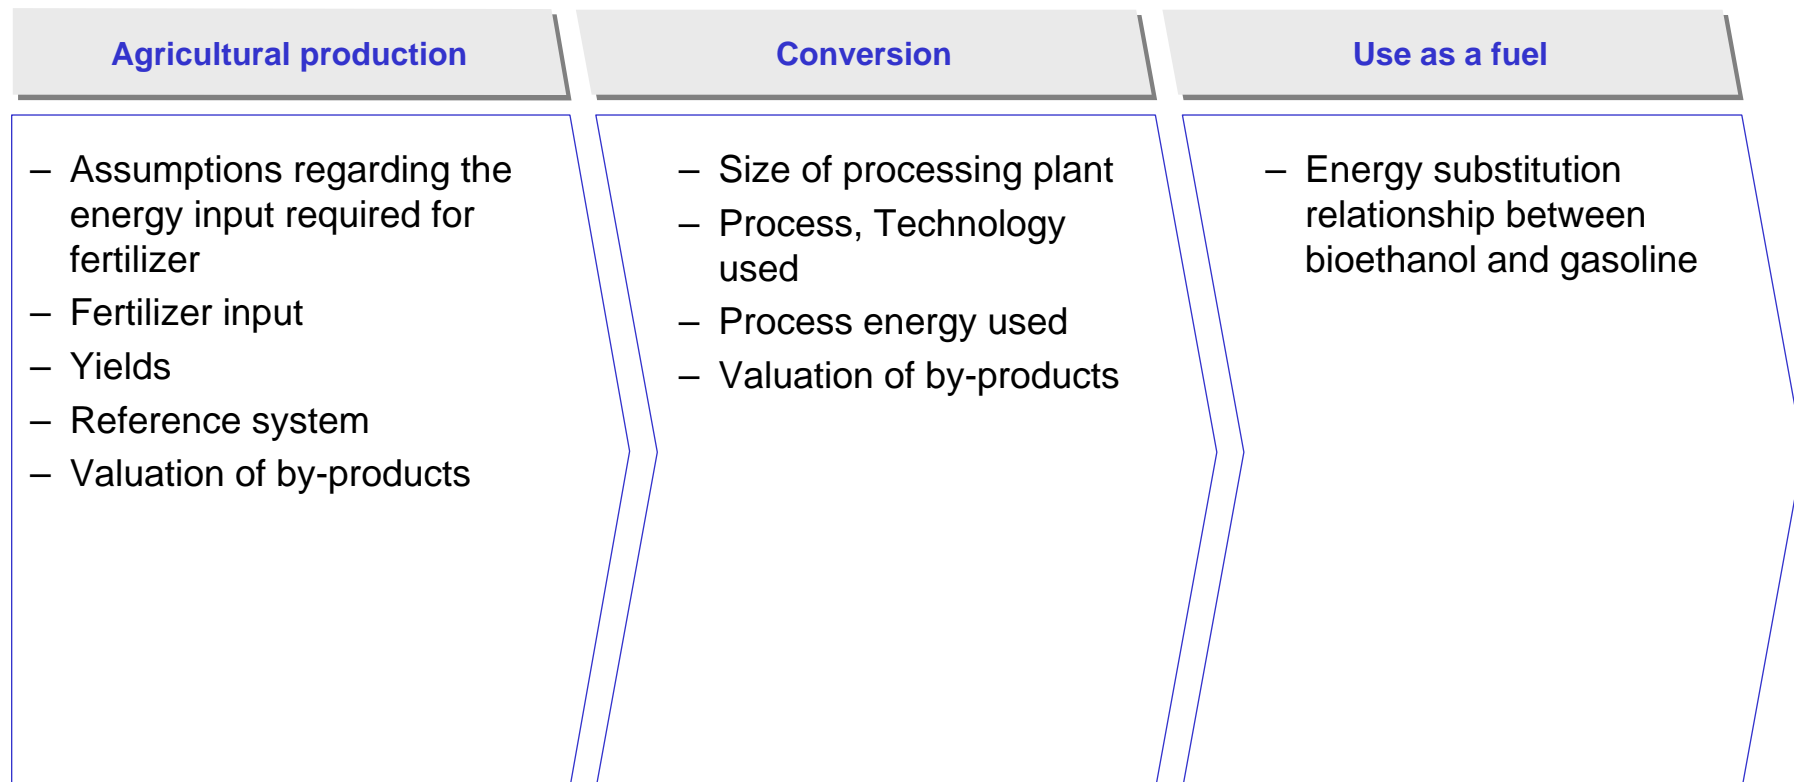 Agricultural production
– Assumptions regarding the
energy input required for
fertilizer
– Fertilizer input
– Yields
– Reference system
– Valuation of by-products
Conversion
– Size of processing plant
– Process, Technology
used
– Process energy used
– Valuation of by-products
Use as a fuel
– Energy substitution
relationship between
bioethanol and gasoline